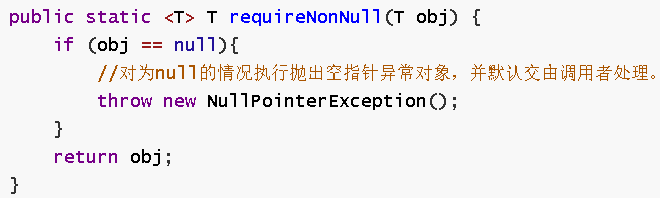 public static <T> T requireNonNull(T obj) {
    if (obj == null){
        //对为null的情况执行抛出空指针异常对象，并默认交由调用者处理。
        throw new NullPointerException();
    }
    return obj;
}